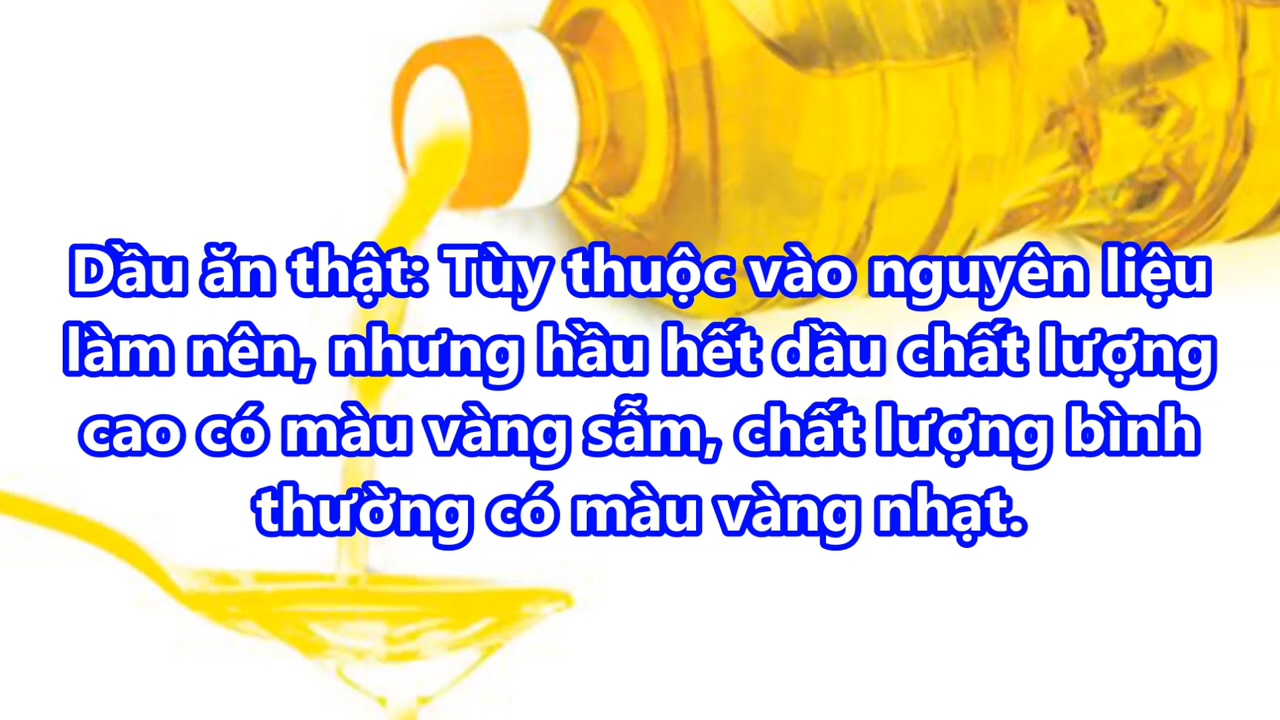 Dầu ăn thật: Tùy thuộc vào nguyên liệu
làm nên, nhưng hầu hết dầu chất lượng
cao có màu vàng sẫm, chất lượng bình
thường có màu vàng nhạt.